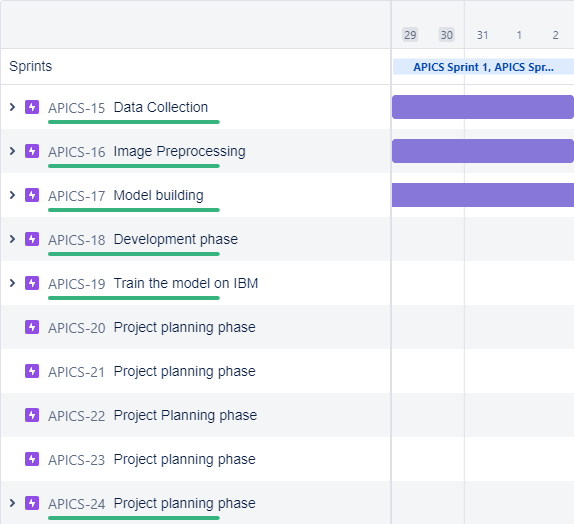 29 30 31 1 2
Sprints APICS Sprint 1, APICS Spr...
APICS-15 Data Collection
APICS-16 Image Preprocessing
APICS-17 Model building
APICS-18 Development phase
APICS-19 Train the model on IBM
APICS-20 Project planning phase
APICS-21 Project planning phase
APICS-22 Project Planning phase
APICS-23 Project planning phase
APICS-24 Project planning phase